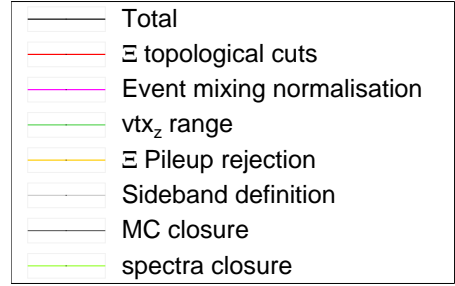 Total
Ξ topological cuts
Event mixing normalisation
vtx_z range
Ξ Pileup rejection
Sideband definition
MC closure
spectra closure